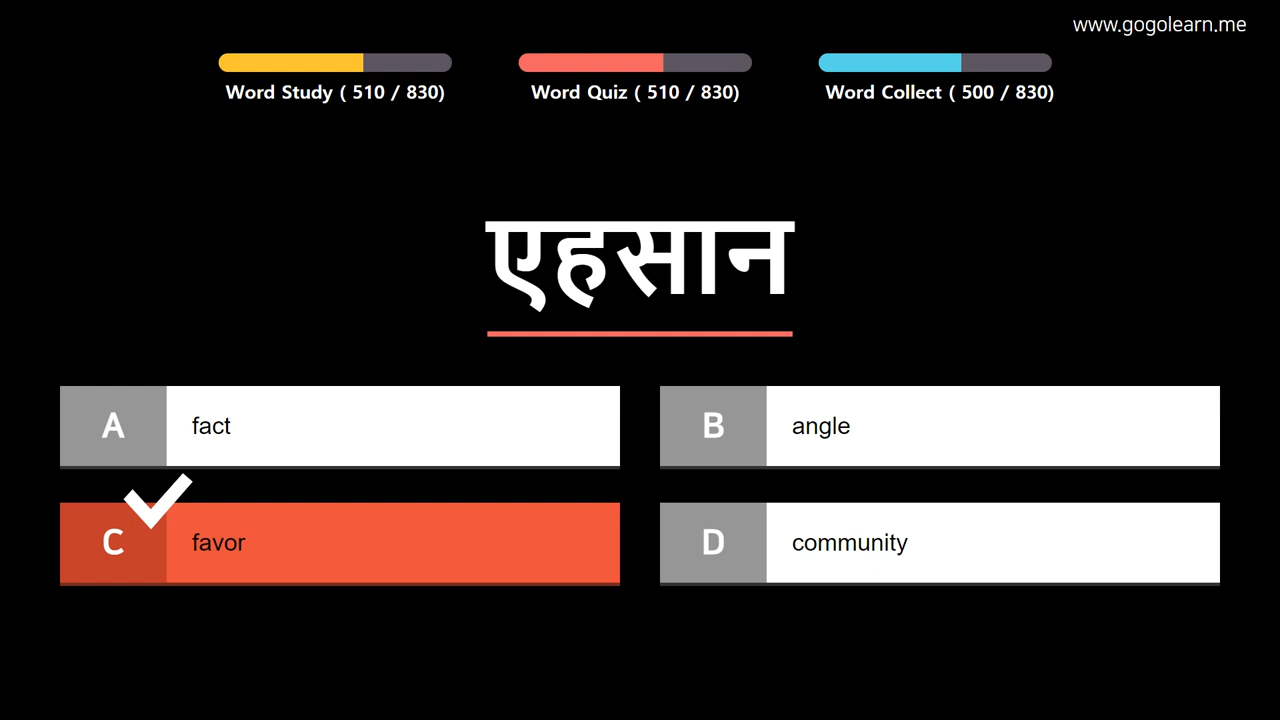 www.gogolearn.me
Word Study ( 510 / 830) Word Quiz ( 510 / 830) Word Collect ( 500 / 830)
एहसान
A fact
B angle
C favor
D community